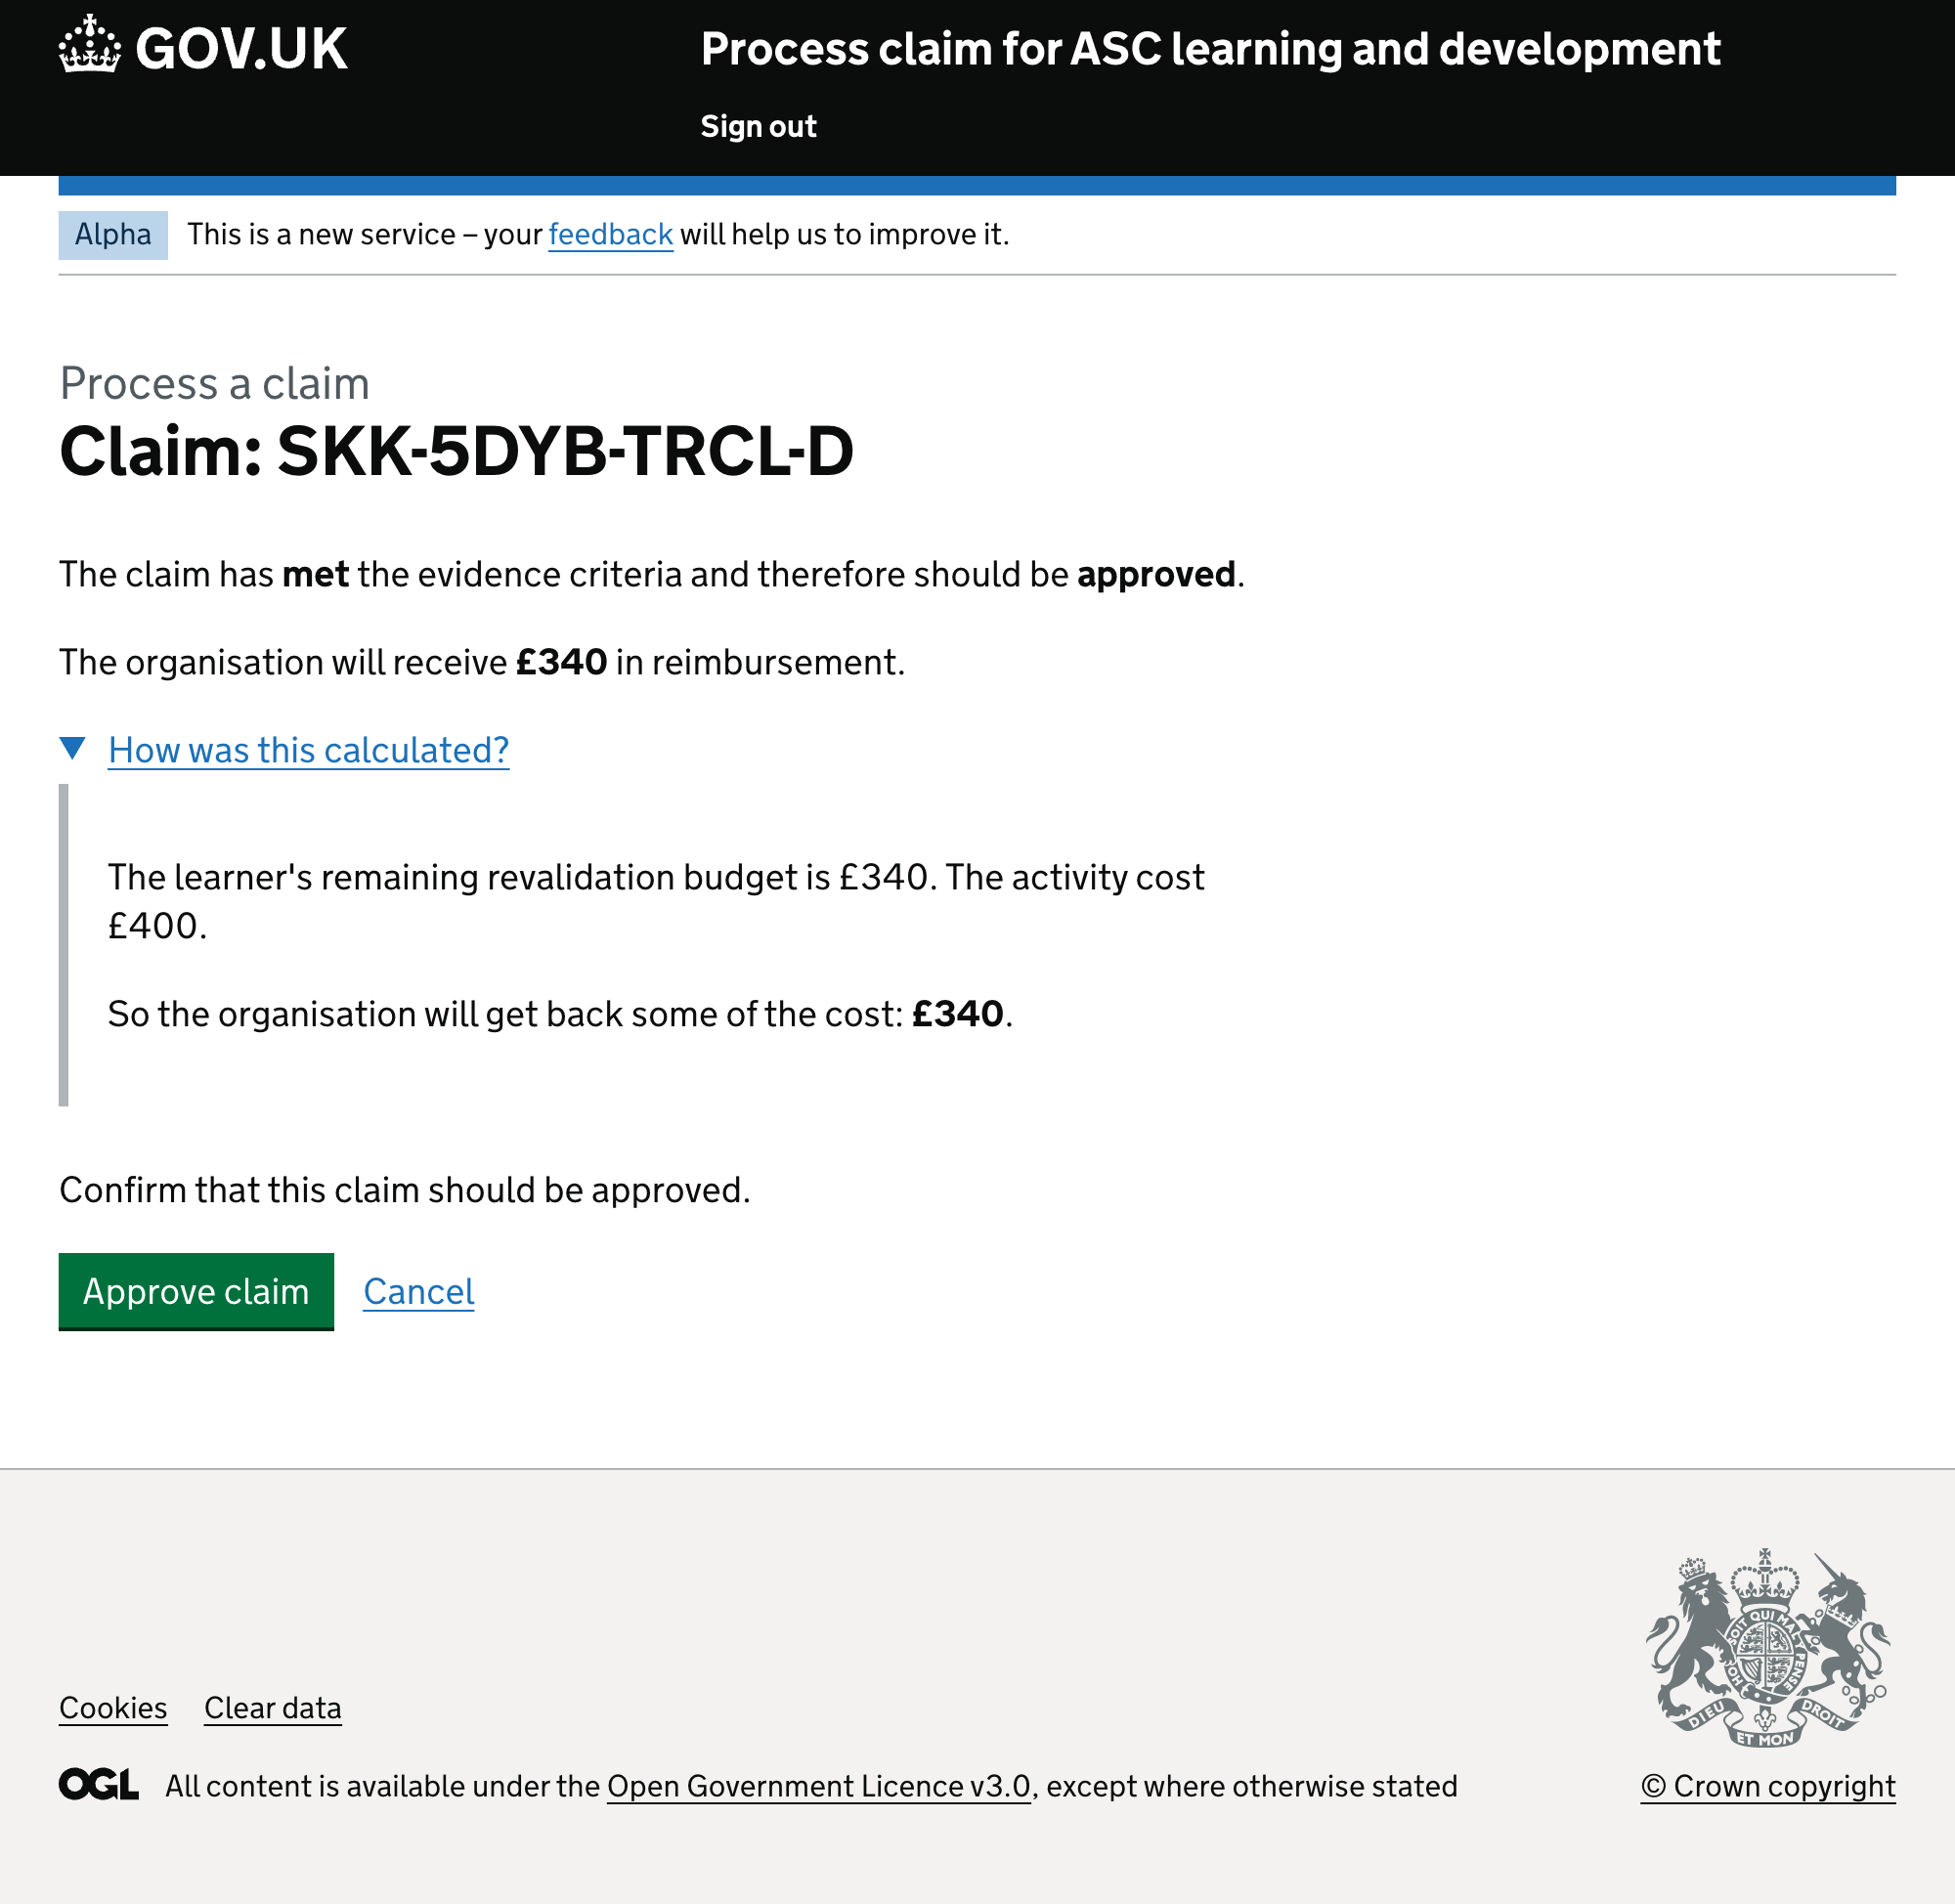 GOV.UK
Process claim for ASC learning and development
Sign out
Alpha This is a new service – your feedback will help us to improve it.
Process a claim
Claim: SKK-5DYB-TRCL-D
The claim has met the evidence criteria and therefore should be approved.
The organisation will receive £340 in reimbursement.
How was this calculated?
The learner's remaining revalidation budget is £340. The activity cost
£400.
So the organisation will get back some of the cost: £340.
Confirm that this claim should be approved.
Approve claim Cancel
SOIT QUI MAL Y PENSE
HON
DIEU ET MON DROIT
Cookies Clear data
OGL All content is available under the Open Government Licence v3.0, except where otherwise stated
© Crown copyright